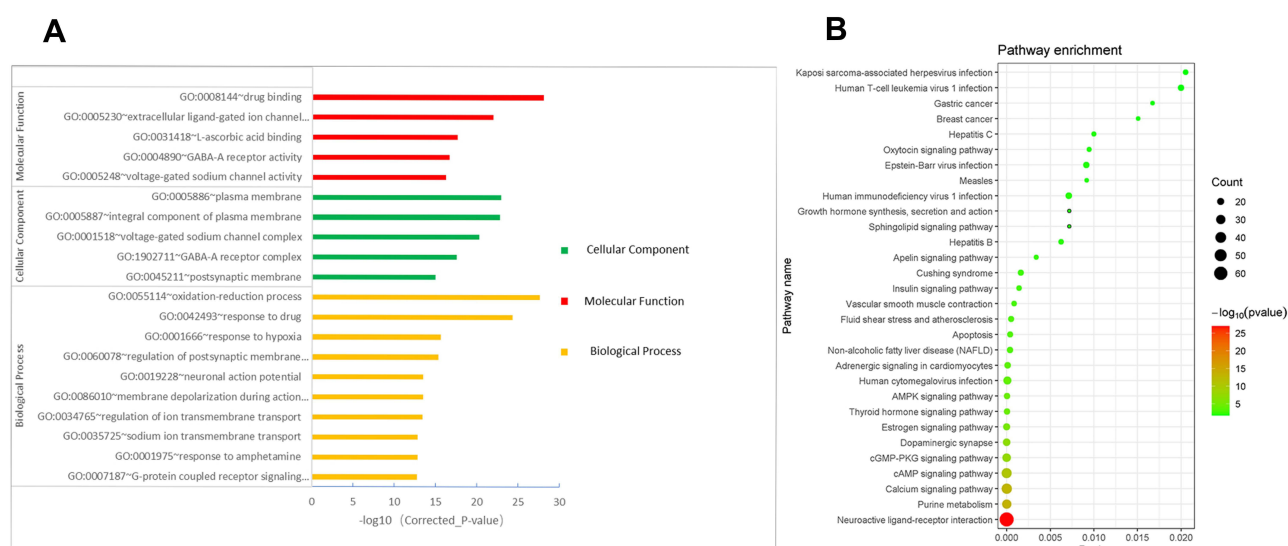 A
Molecular Function
GO:0008144~drug binding
GO:0005230~extracellular ligand-gated ion channel...
GO:0031418~L-ascorbic acid binding
GO:0004890~GABA-A receptor activity
GO:0005248~voltage-gated sodium channel activity
Cellular Component
GO:0005886~plasma membrane
GO:0005887~integral component of plasma membrane
GO:0001518~voltage-gated sodium channel complex
GO:1902711~GABA-A receptor complex
GO:0045211~postsynaptic membrane
Biological Process
GO:0055114~oxidation-reduction process
GO:0042493~response to drug
GO:0001666~response to hypoxia
GO:0060078~regulation of postsynaptic membrane...
GO:0019228~neuronal action potential
GO:0086010~membrane depolarization during action...
GO:0034765~regulation of ion transmembrane transport
GO:0035725~sodium ion transmembrane transport
GO:0001975~response to amphetamine
GO:0007187~G-protein coupled receptor signaling...
0 5 10 15 20 25 30
-log10（Corrected_P-value）
Cellular Component
Molecular Function
Biological Process
B
Pathway enrichment
Pathway name
Kaposi sarcoma-associated herpesvirus infection
Human T-cell leukemia virus 1 infection
Gastric cancer
Breast cancer
Hepatitis C
Oxytocin signaling pathway
Epstein-Barr virus infection
Measles
Human immunodeficiency virus 1 infection
Growth hormone synthesis, secretion and action
Sphingolipid signaling pathway
Hepatitis B
Apelin signaling pathway
Cushing syndrome
Insulin signaling pathway
Vascular smooth muscle contraction
Fluid shear stress and atherosclerosis
Apoptosis
Non-alcoholic fatty liver disease (NAFLD)
Adrenergic signaling in cardiomyocytes
Human cytomegalovirus infection
AMPK signaling pathway
Thyroid hormone signaling pathway
Estrogen signaling pathway
Dopaminergic synapse
cGMP-PKG signaling pathway
cAMP signaling pathway
Calcium signaling pathway
Purine metabolism
Neuroactive ligand-receptor interaction
0.000 0.005 0.010 0.015 0.020
Count
20
30
40
50
60
−log10(pvalue)
25
20
15
10
5